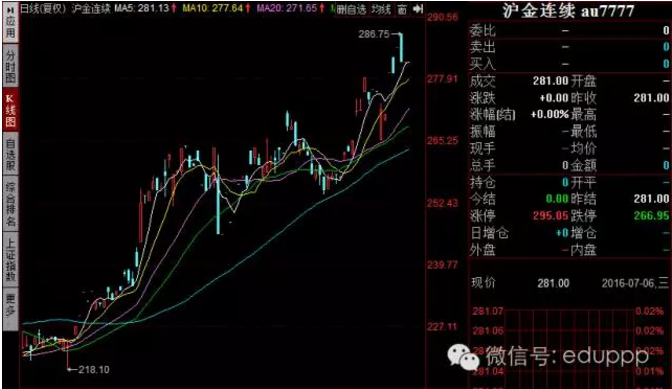 日线(复权) 沪金连续 MA5: 281.13↑ MA10: 277.64↑ MA20: 271.65↑ 删自选 均线 窗
应用
分时图
K线图
自选股
综合排名
上证指数
更多
286.75
218.10
290.56
277.91
265.25
252.43
239.77
227.11
沪金连续 au7777
委比 – 0
卖出 0
买入 – 0
成交 281.00 开盘 –
涨跌 +0.00 昨收 281.00
涨幅(结) +0.00% 最高 –
振幅 – 最低 –
现手 – 均价 –
总手 0 金额 0
持仓 0 开平 –
今结 0.00 昨结 281.00
涨停 295.05 跌停 266.95
日增仓 +0 增仓 –
外盘 – 内盘 –
现价 281.00 2016-07-06,三
281.07 0.02%
281.06 0.02%
281.05 0.02%
281.04 0.01%
微信号: eduppp